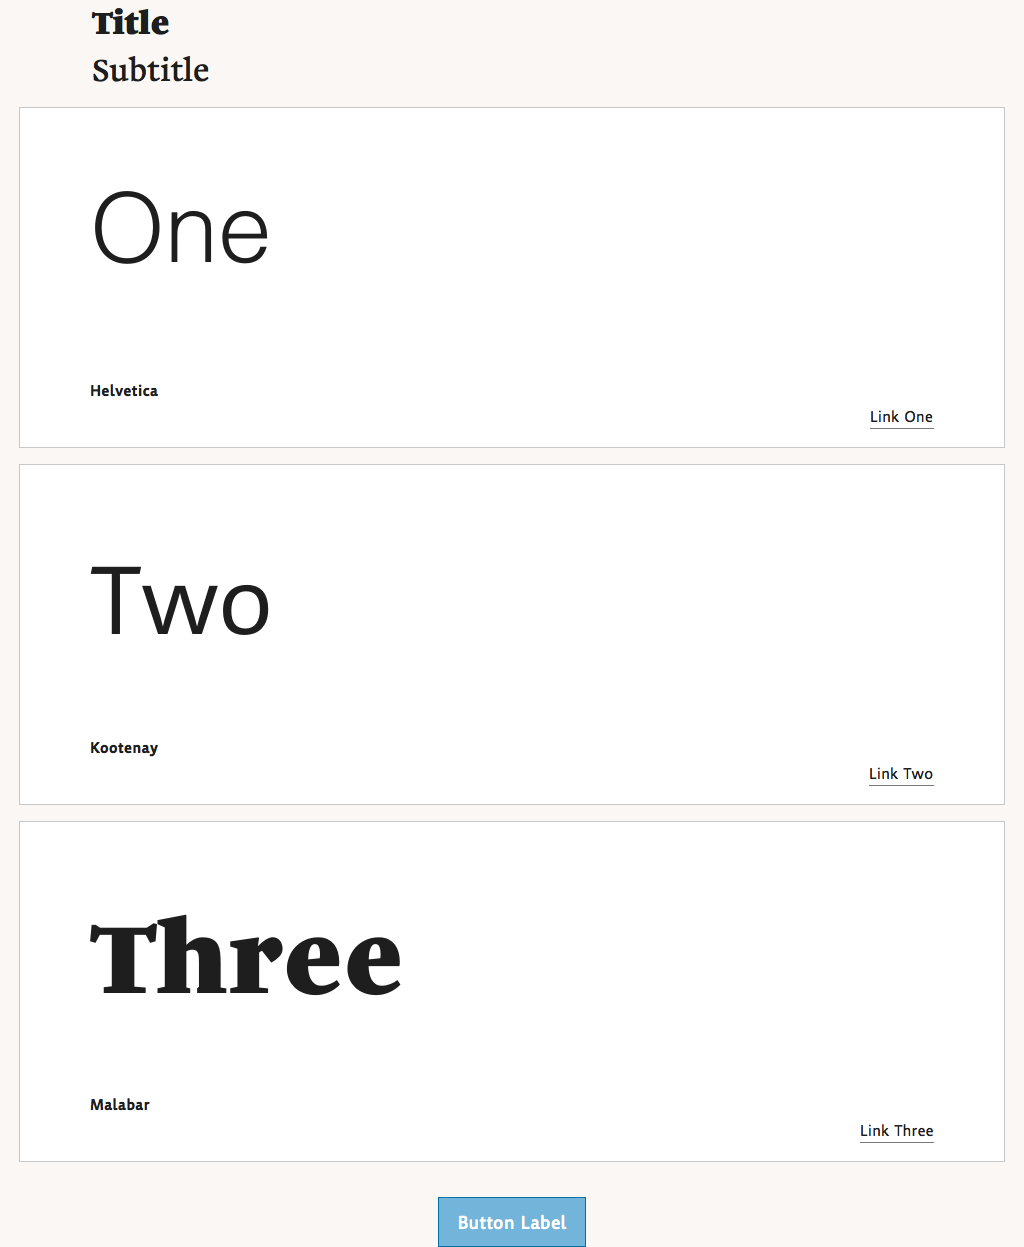 Title
Subtitle
One
Helvetica
Link One
Two
Kootenay
Link Two
Three
Malabar
Link Three
Button Label